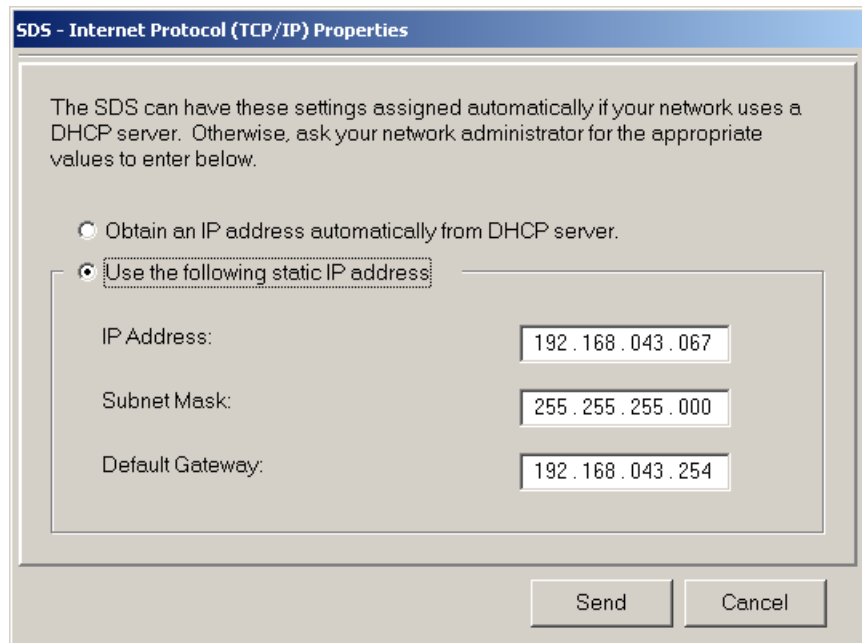 SDS - Internet Protocol (TCP/IP) Properties
The SDS can have these settings assigned automatically if your network uses a
DHCP server. Otherwise, ask your network administrator for the appropriate
values to enter below.
Obtain an IP address automatically from DHCP server.
Use the following static IP address
IP Address: 192 . 168 . 043 . 067
Subnet Mask: 255 . 255 . 255 . 000
Default Gateway: 192 . 168 . 043 . 254
Send Cancel